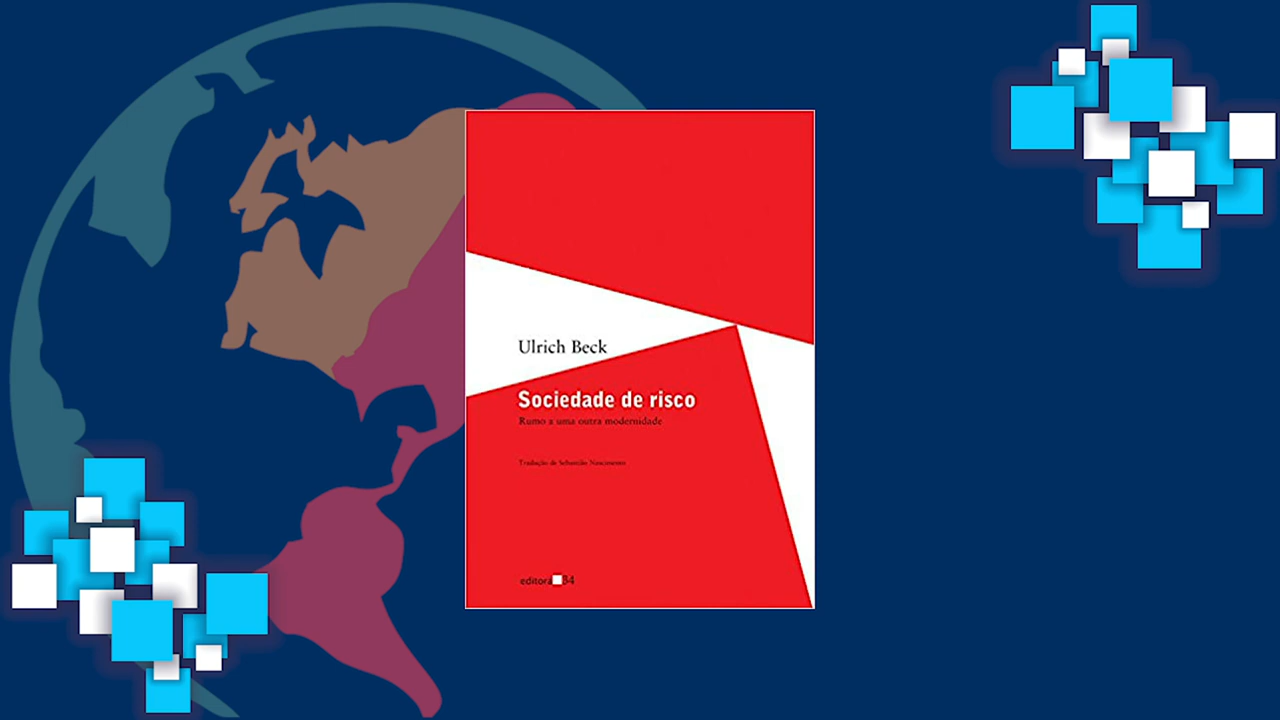 Ulrich Beck
Sociedade de risco
Rumo a uma outra modernidade
Tradução de Sebastião Nascimento
editora 34